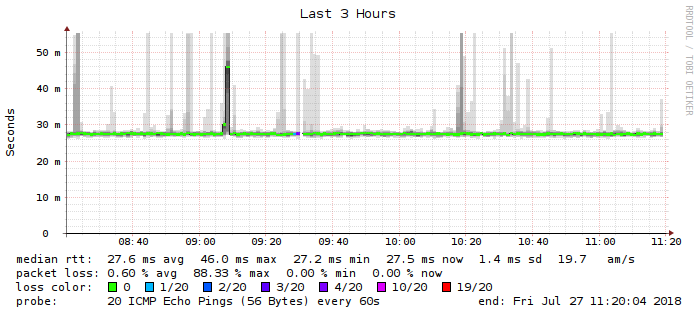 Last 3 Hours
RRDTOOL / TOBI OETIKER
Seconds
50 m
40 m
30 m
20 m
10 m
0
08:40 09:00 09:20 09:40 10:00 10:20 10:40 11:00 11:20
median rtt: 27.6 ms avg 46.0 ms max 27.2 ms min 27.5 ms now 1.4 ms sd 19.7 am/s
packet loss: 0.60 % avg 88.33 % max 0.00 % min 0.00 % now
loss color: 0 1/20 2/20 3/20 4/20 10/20 19/20
probe: 20 ICMP Echo Pings (56 Bytes) every 60s end: Fri Jul 27 11:20:04 2018